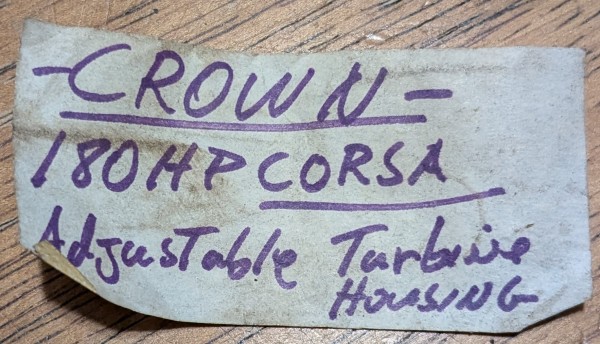 -CROWN-
180HP CORSA
Adjustable Turbine
HOUSING